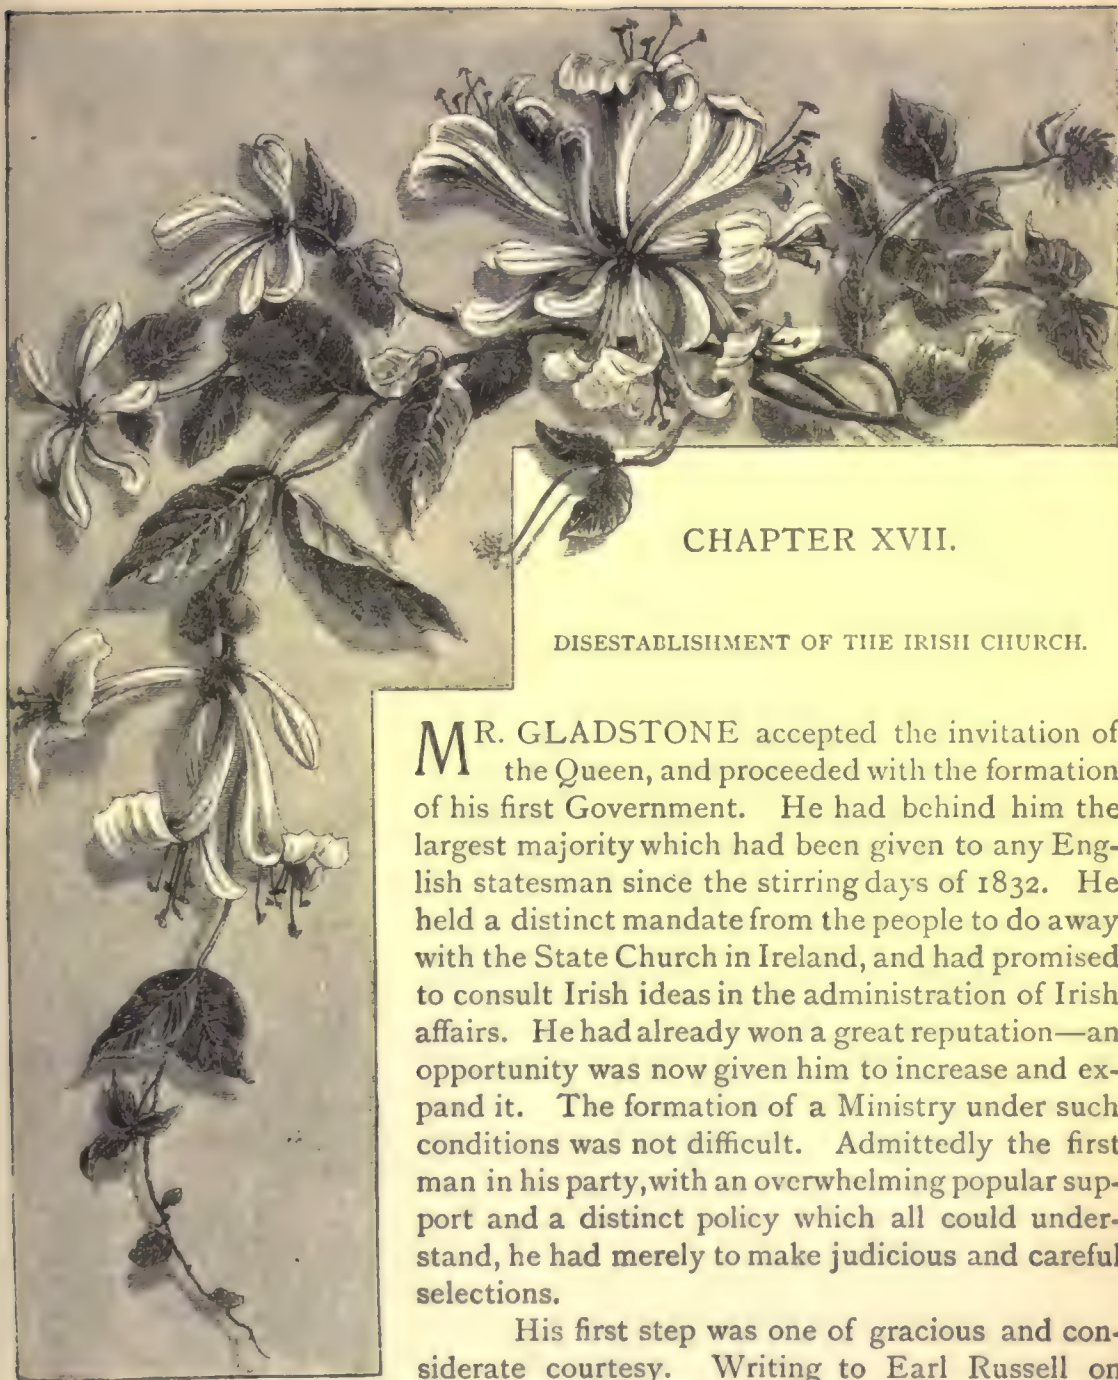 CHAPTER XVII.
DISESTABLISHMENT OF THE IRISH CHURCH.
MR. GLADSTONE accepted the invitation of
the Queen, and proceeded with the formation
of his first Government. He had behind him the
largest majority which had been given to any Eng-
lish statesman since the stirring days of 1832. He
held a distinct mandate from the people to do away
with the State Church in Ireland, and had promised
to consult Irish ideas in the administration of Irish
affairs. He had already won a great reputation—an
opportunity was now given him to increase and ex-
pand it. The formation of a Ministry under such
conditions was not difficult. Admittedly the first
man in his party, with an overwhelming popular sup-
port and a distinct policy which all could under-
stand, he had merely to make judicious and careful
selections.
His first step was one of gracious and con-
siderate courtesy. Writing to Earl Russell on